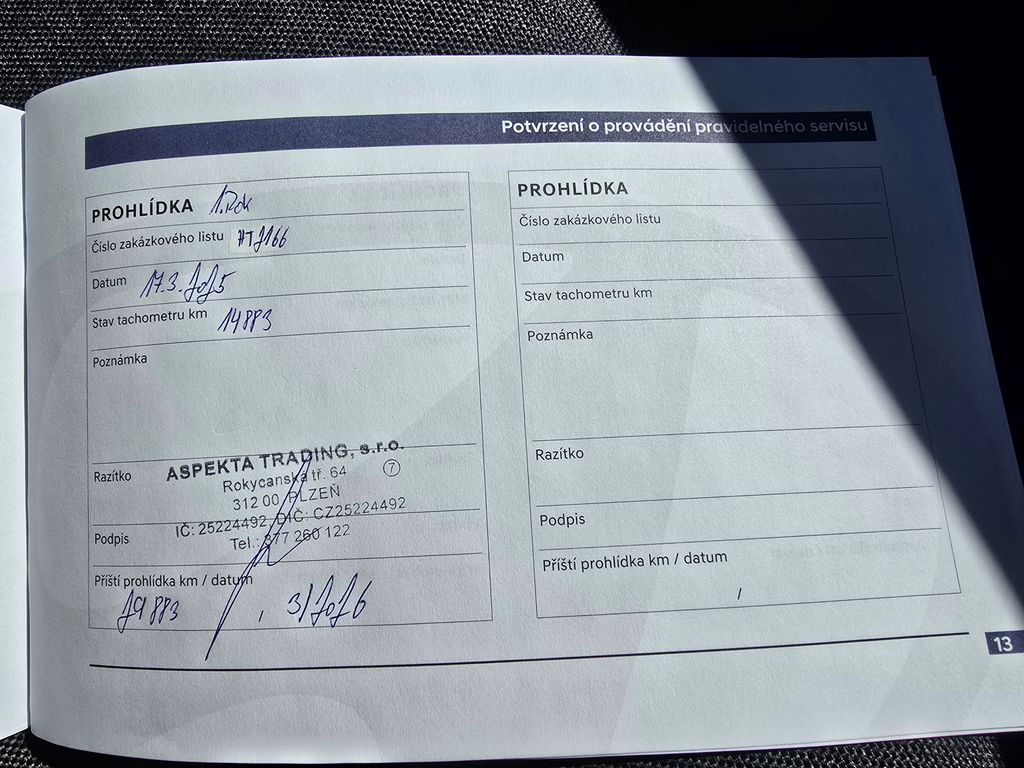 Potvrzení o provádění pravidelného servisu
PROHLÍDKA 1. Rok
Číslo zakázkového listu
Datum 17.3.2025
Stav tachometru km 14883
Poznámka
Razítko
ASPEKTA TRADING, s.r.o.
Rokycanská tř. 64 7
312 00 PLZEŇ
IČ: 25224492, DIČ: CZ25224492
Tel.: 377 260 122
Podpis
Příští prohlídka km / datum
29 883 , 3/2026
PROHLÍDKA
Číslo zakázkového listu
Datum
Stav tachometru km
Poznámka
Razítko
Podpis
Příští prohlídka km / datum
/
13